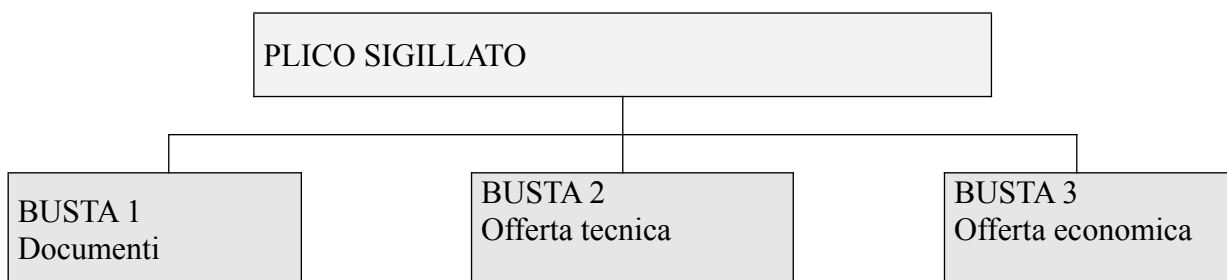 PLICO SIGILLATO
BUSTA 1
Documenti
BUSTA 2
Offerta tecnica
BUSTA 3
Offerta economica